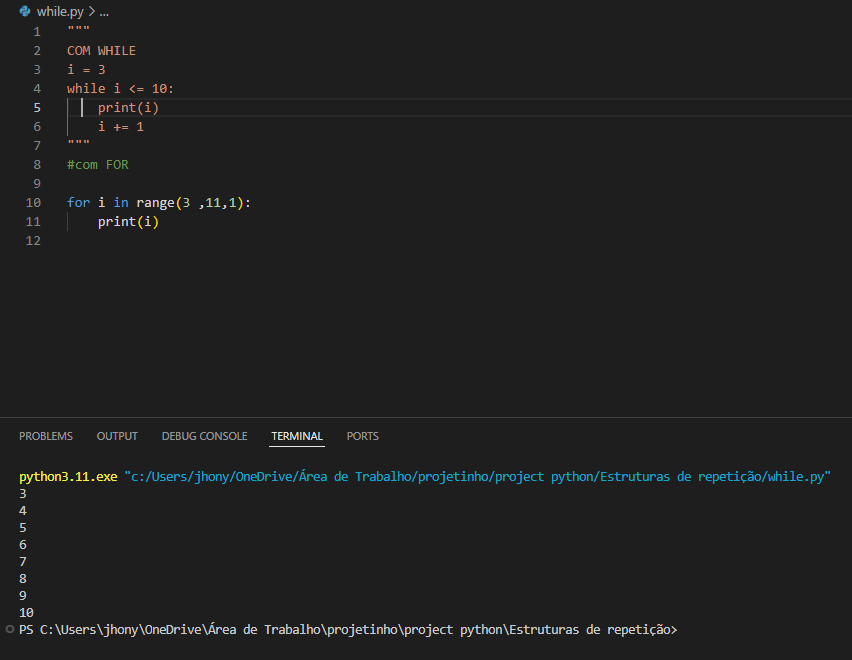 while.py > ...
1 """
2 COM WHILE
3 i = 3
4 while i <= 10:
5     print(i)
6     i += 1
7 """
8 #com FOR
9
10 for i in range(3 ,11,1):
11     print(i)
12
PROBLEMS OUTPUT DEBUG CONSOLE TERMINAL PORTS
python3.11.exe "c:/Users/jhony/OneDrive/Área de Trabalho/projetinho/project python/Estruturas de repetição/while.py"
3
4
5
6
7
8
9
10
PS C:\Users\jhony\OneDrive\Área de Trabalho\projetinho\project python\Estruturas de repetição>